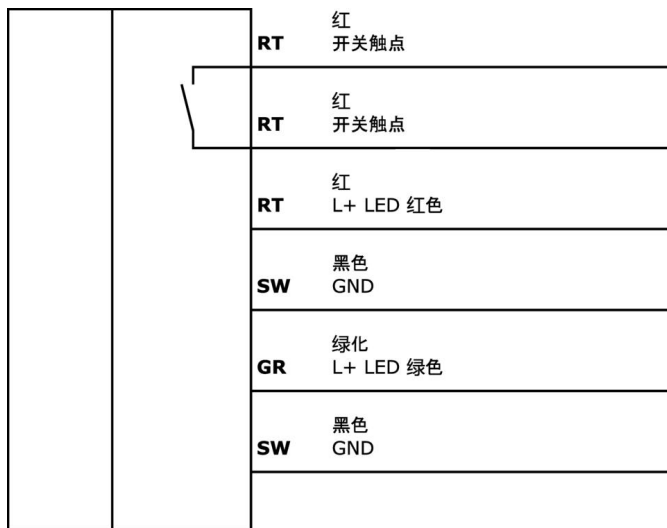 红
RT 开关触点
红
RT 开关触点
红
RT L+ LED 红色
黑色
SW GND
绿化
GR L+ LED 绿色
黑色
SW GND